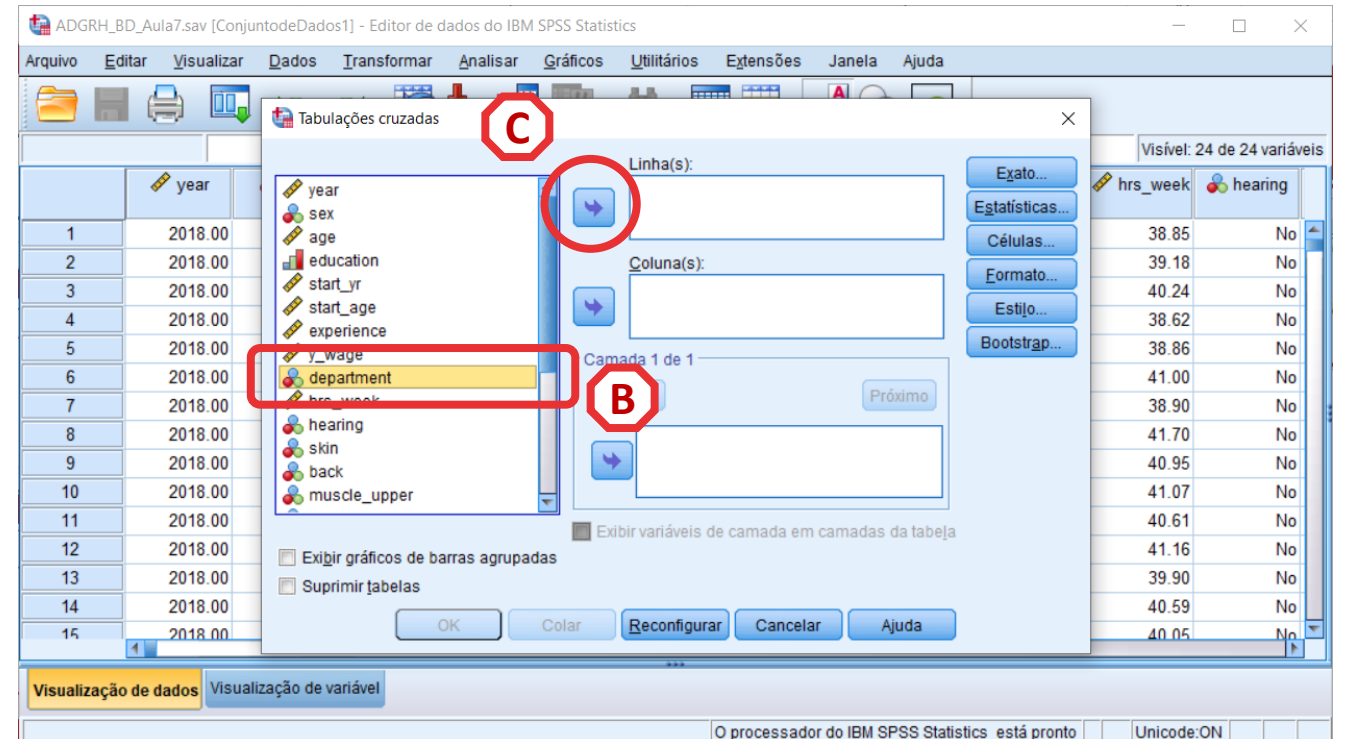 ADGRH_BD_Aula7.sav [ConjuntodeDados1] - Editor de dados do IBM SPSS Statistics
Arquivo Editar Visualizar Dados Transformar Analisar Gráficos Utilitários Extensões Janela Ajuda
Tabulações cruzadas
C
Visível: 24 de 24 variáveis
year
hrs_week
hearing
1 2018.00 38.85 No
2 2018.00 39.18 No
3 2018.00 40.24 No
4 2018.00 38.62 No
5 2018.00 38.86 No
6 2018.00 41.00 No
7 2018.00 38.90 No
8 2018.00 41.70 No
9 2018.00 40.95 No
10 2018.00 41.07 No
11 2018.00 40.61 No
12 2018.00 41.16 No
13 2018.00 39.90 No
14 2018.00 40.59 No
15 2018.00 40.05 No
year
sex
age
education
start_yr
start_age
experience
y_wage
department
hrs_week
hearing
skin
back
muscle_upper
B
Linha(s):
Coluna(s):
Camada 1 de 1
Próximo
Exibir variáveis de camada em camadas da tabela
Exato...
Estatísticas...
Células...
Formato...
Estilo...
Bootstrap...
Exibir gráficos de barras agrupadas
Suprimir tabelas
OK Colar Reconfigurar Cancelar Ajuda
Visualização de dados Visualização de variável
O processador do IBM SPSS Statistics está pronto Unicode:ON